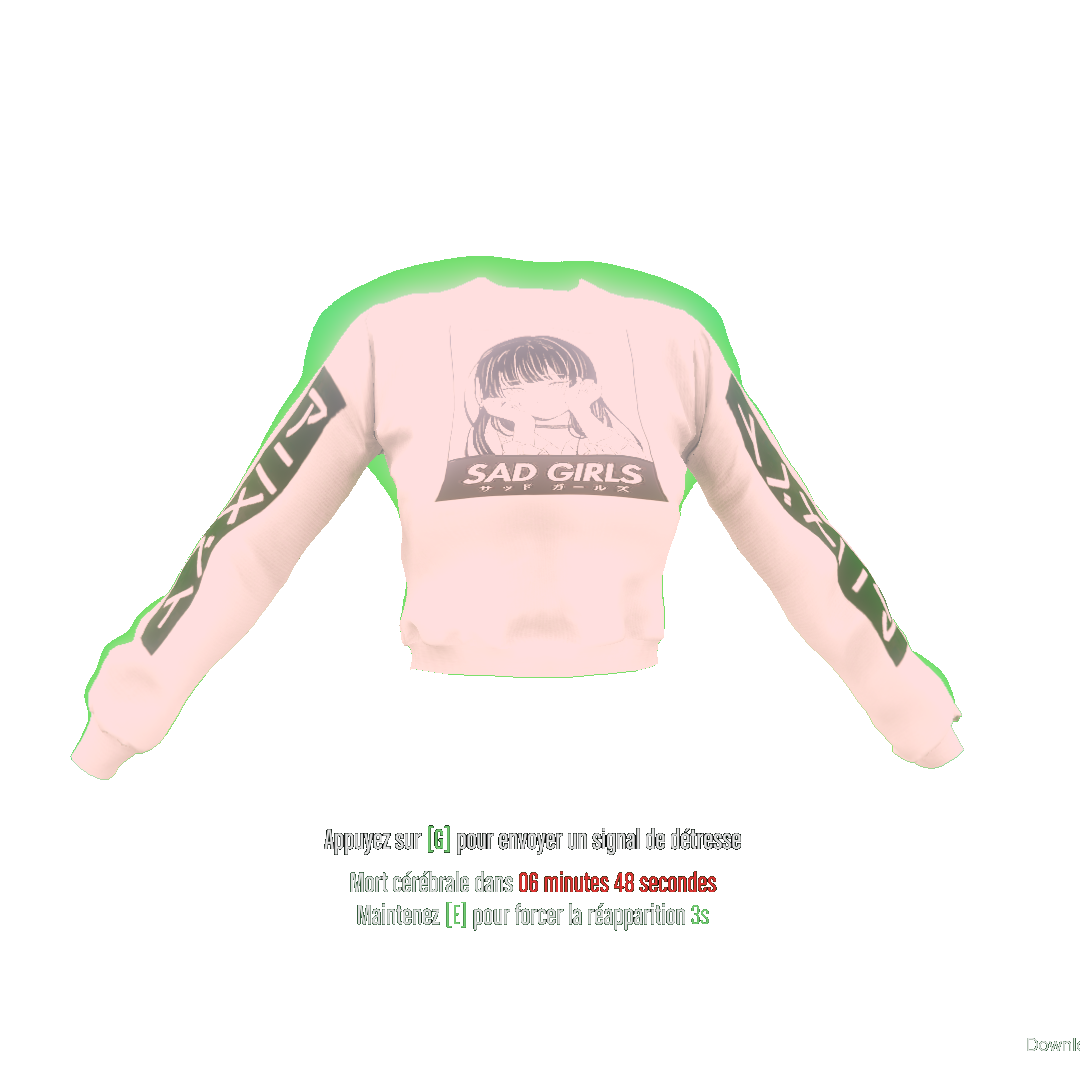 SAD GIRLS
サッド ガールズ
Appuyez sur [G] pour envoyer un signal de détresse
Mort cérébrale dans 06 minutes 48 secondes
Maintenez [E] pour forcer la réapparition 3s